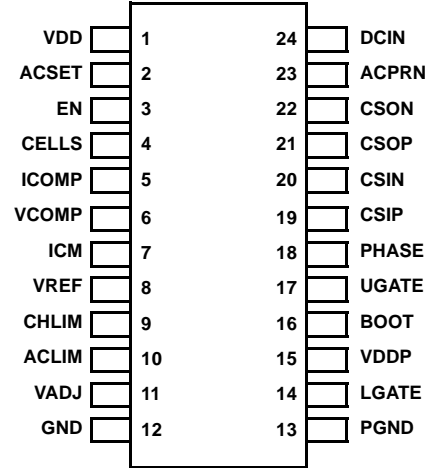 VDD 1 24 DCIN
ACSET 2 23 ACPRN
EN 3 22 CSON
CELLS 4 21 CSOP
ICOMP 5 20 CSIN
VCOMP 6 19 CSIP
ICM 7 18 PHASE
VREF 8 17 UGATE
CHLIM 9 16 BOOT
ACLIM 10 15 VDDP
VADJ 11 14 LGATE
GND 12 13 PGND